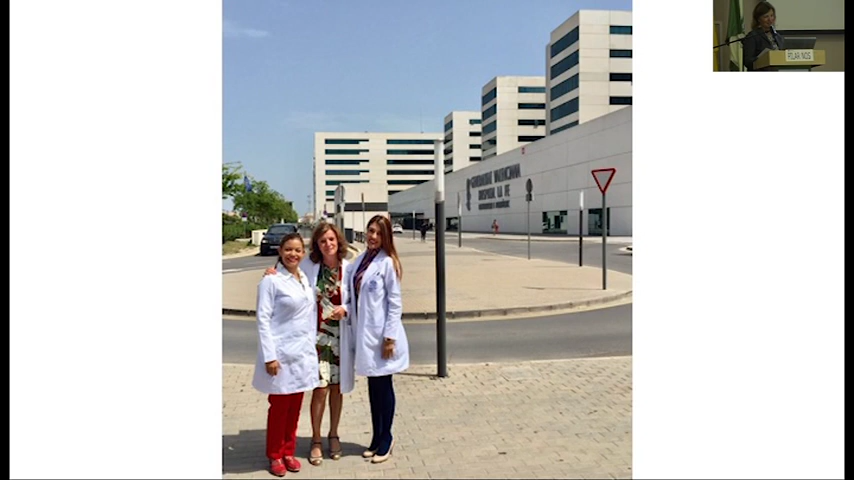 PILAR NOS
GENERALITAT VALENCIANA
HOSPITAL LA FE